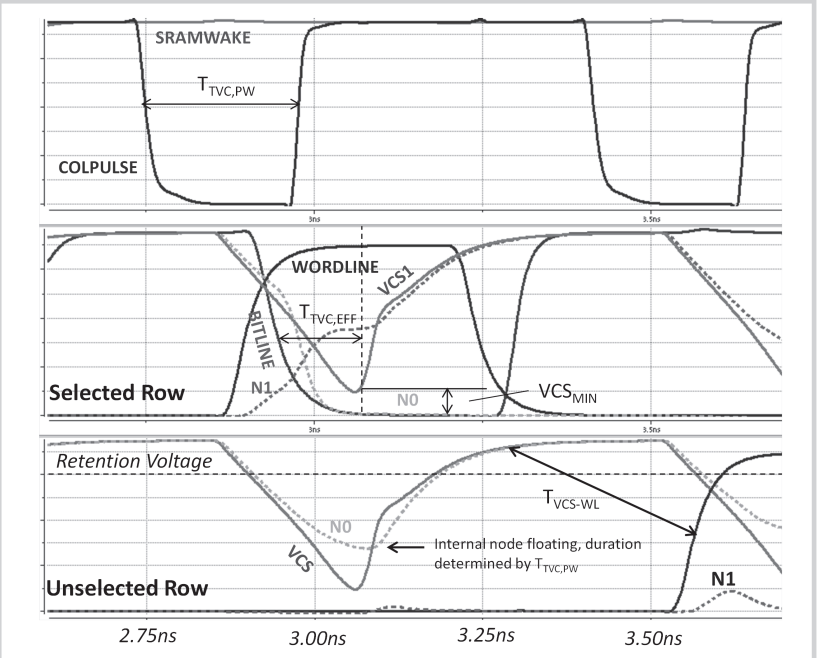 SRAMWAKE
T_TVC,PW
COLPULSE
3ns
3.5ns
WORDLINE
VCS1
T_TVC,EFF
BITLINE
N1
N0
VCS_MIN
Selected Row
3ns
3.5ns
Retention Voltage
N0
T_VCS-WL
VCS
Internal node floating, duration
determined by T_TVC,PW
N1
Unselected Row
2.75ns
3.00ns
3.25ns
3.50ns